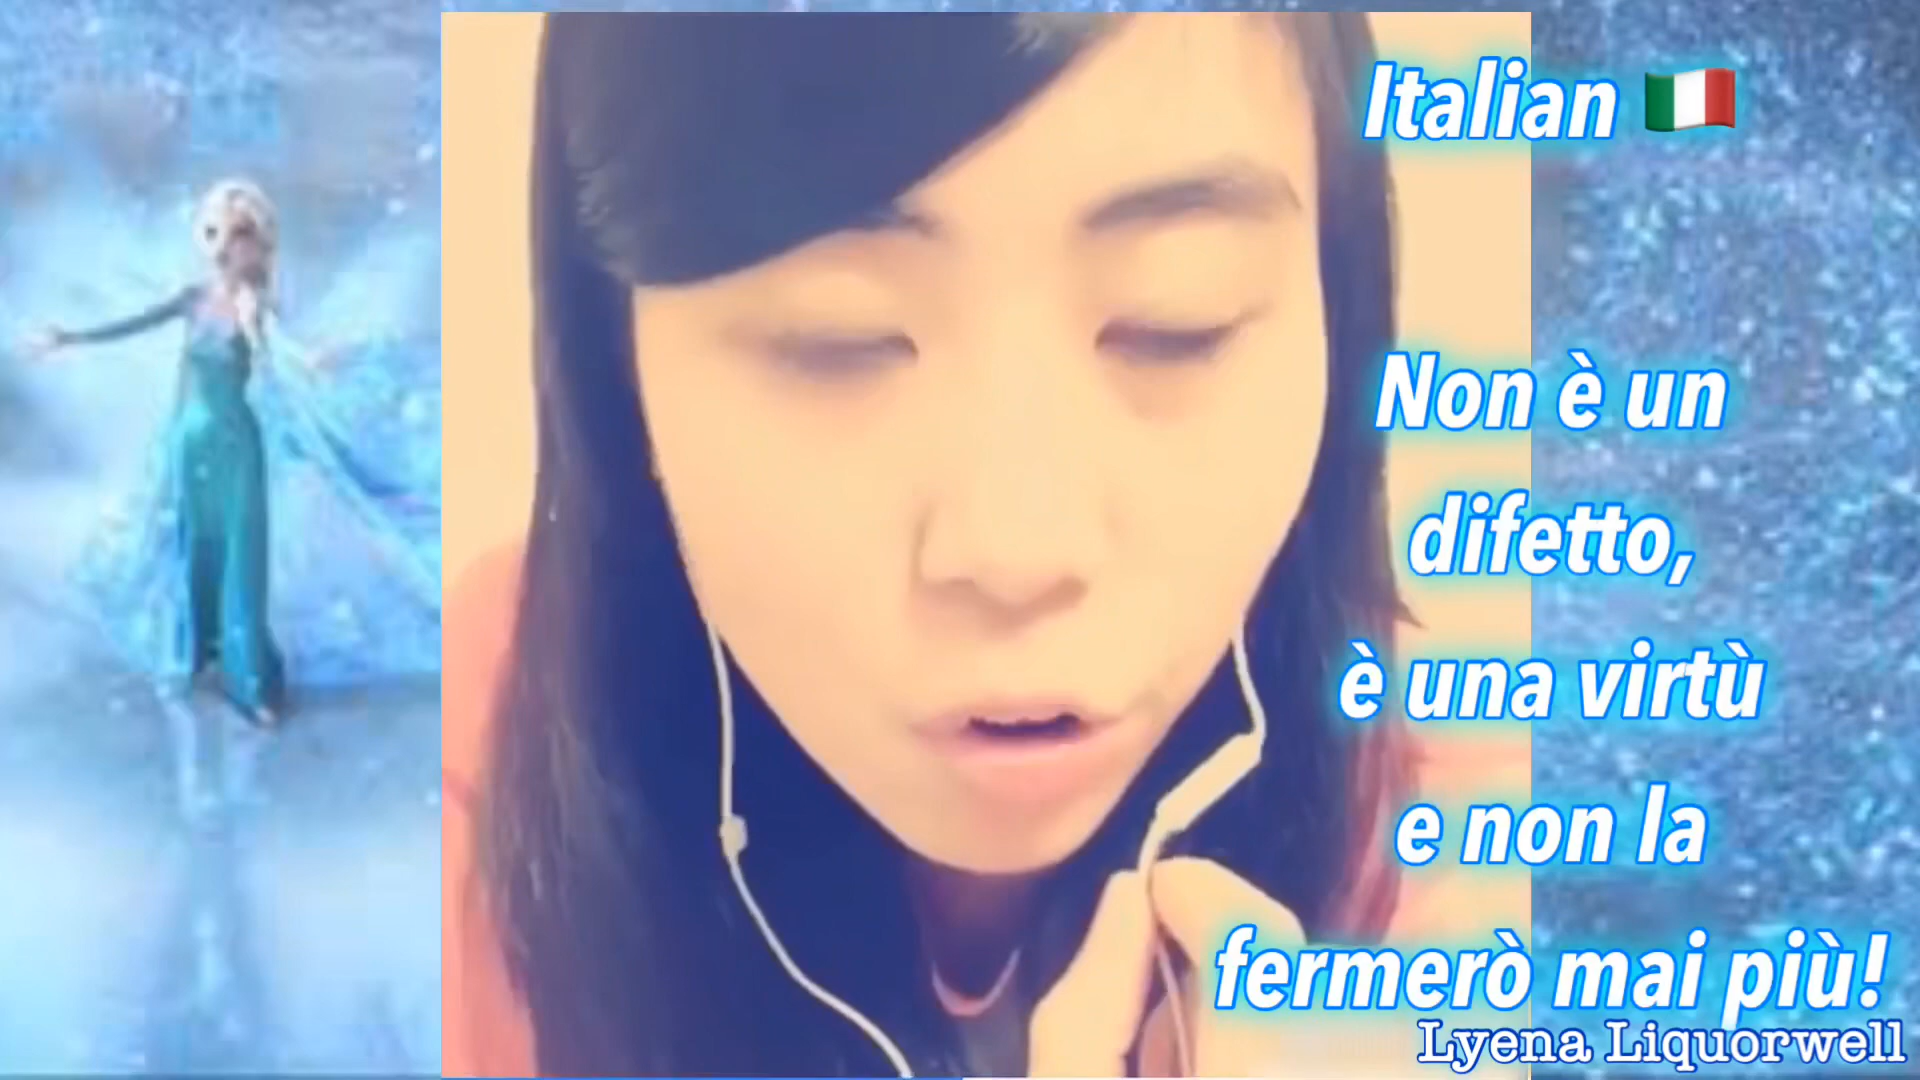 Italian 🇮🇹
Non è un
difetto,
è una virtù
e non la
fermerò mai più!
Lyena Liquorwell